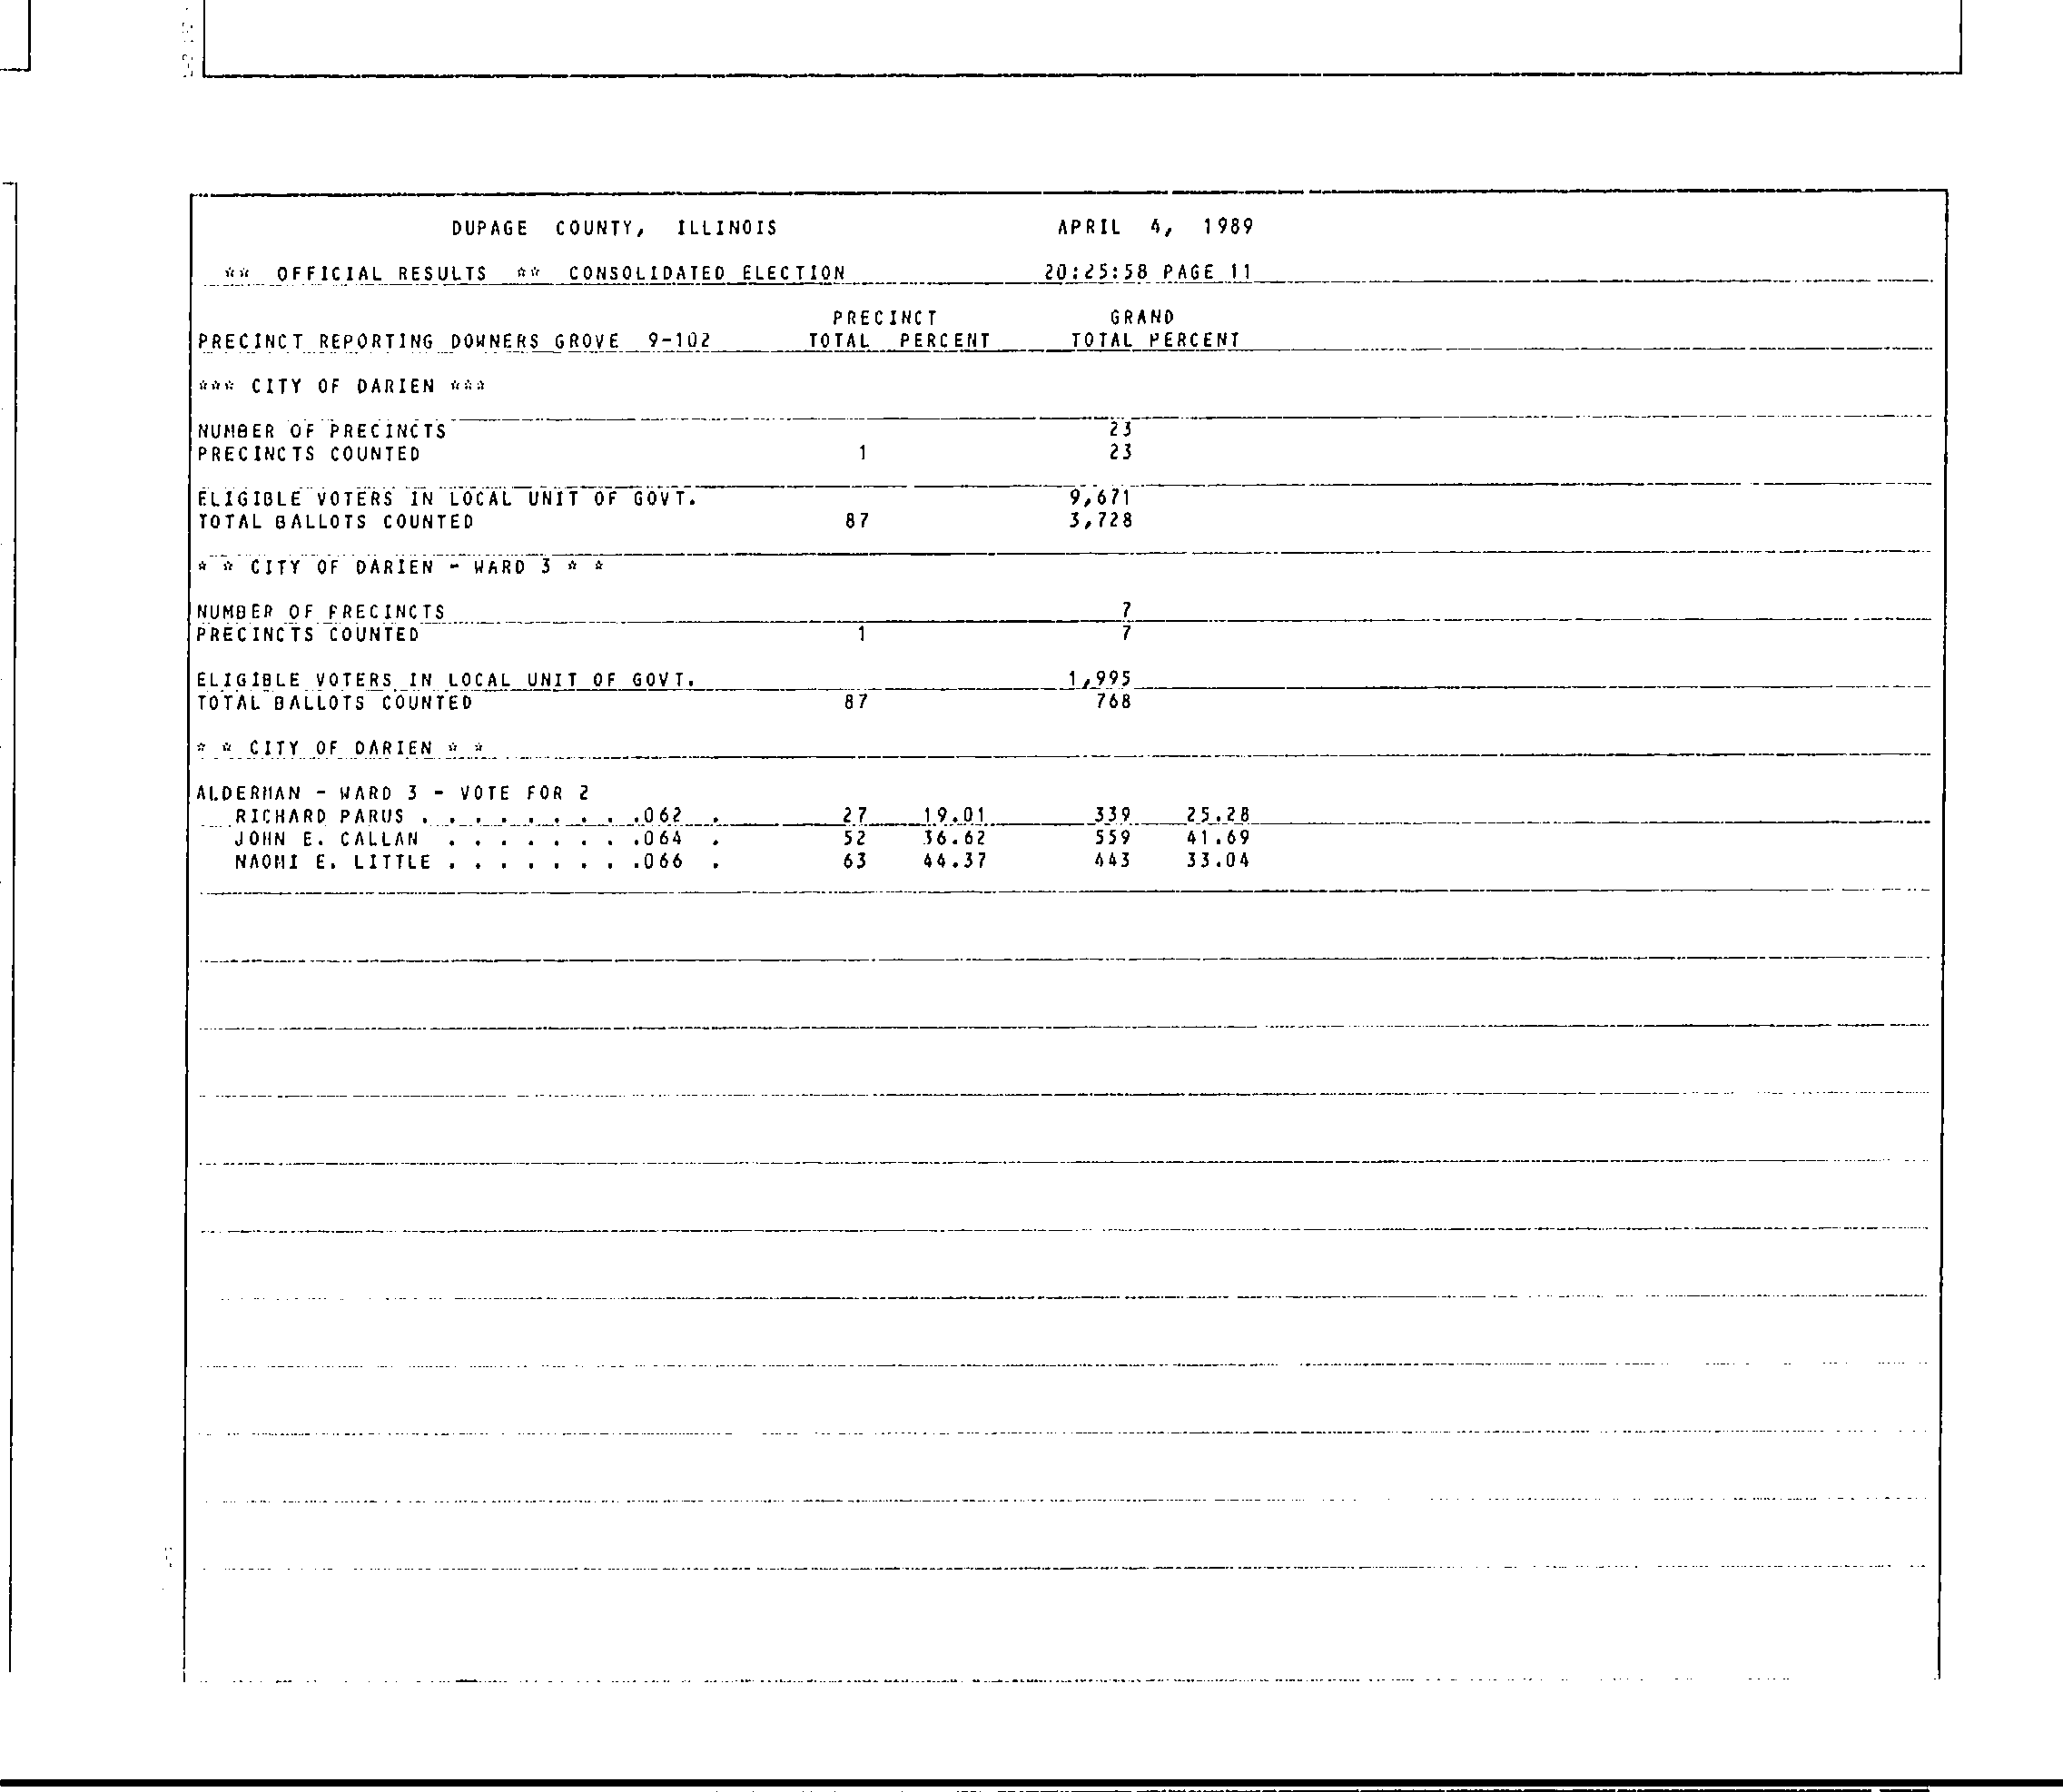 DUPAGE COUNTY, ILLINOIS APRIL 4, 1989
** OFFICIAL RESULTS ** CONSOLIDATED ELECTION 20:25:58 PAGE 11
PRECINCT GRAND
PRECINCT REPORTING DOWNERS GROVE 9-102 TOTAL PERCENT TOTAL PERCENT
*** CITY OF DARIEN ***
NUMBER OF PRECINCTS 23
PRECINCTS COUNTED 1 23
ELIGIBLE VOTERS IN LOCAL UNIT OF GOVT. 9,671
TOTAL BALLOTS COUNTED 87 3,728
* * CITY OF DARIEN - WARD 3 * *
NUMBER OF PRECINCTS 7
PRECINCTS COUNTED 1 7
ELIGIBLE VOTERS IN LOCAL UNIT OF GOVT. 1,995
TOTAL BALLOTS COUNTED 87 768
* * CITY OF DARIEN * *
ALDERMAN - WARD 3 - VOTE FOR 2
RICHARD PARUS . . . . . . . . .062 . 27 19.01 339 25.28
JOHN E. CALLAN . . . . . . . .064 . 52 36.62 559 41.69
NAOMI E. LITTLE . . . . . . . .066 . 63 44.37 443 33.04